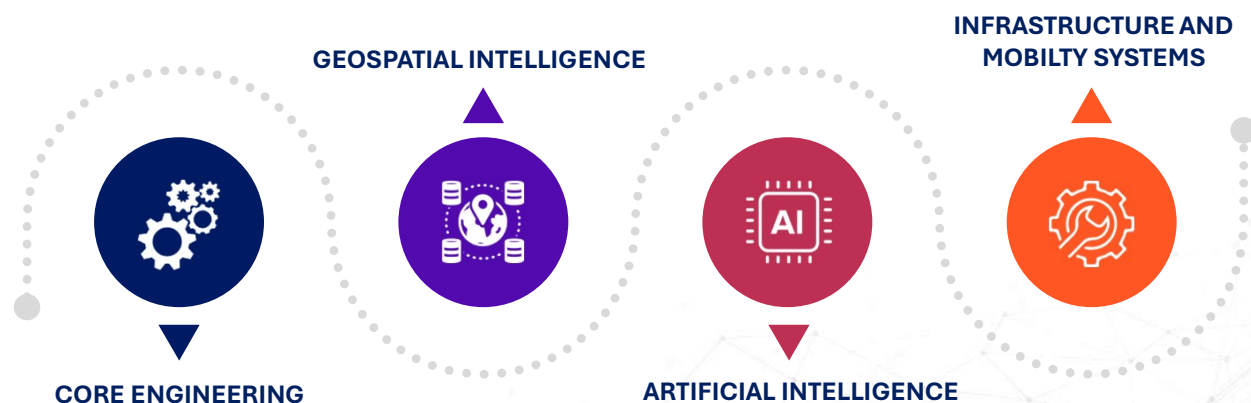 CORE ENGINEERING
GEOSPATIAL INTELLIGENCE
AI
ARTIFICIAL INTELLIGENCE
INFRASTRUCTURE AND
MOBILTY SYSTEMS